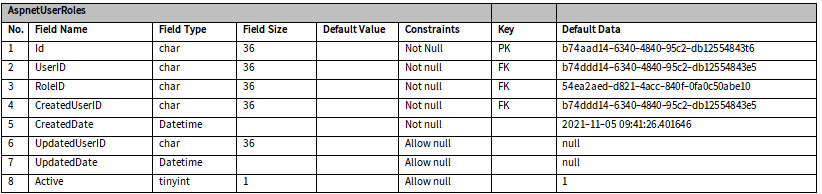 AspnetUserRoles
No. Field Name Field Type Field Size Default Value Constraints Key Default Data
1 Id char 36 Not Null PK b74aad14-6340-4840-95c2-db12554843t6
2 UserID char 36 Not null FK b74ddd14-6340-4840-95c2-db12554843e5
3 RoleID char 36 Not null FK 54ea2aed-d821-4acc-840f-0fa0c50abe10
4 CreatedUserID char 36 Not null FK b74ddd14-6340-4840-95c2-db12554843e5
5 CreatedDate Datetime Not null 2021-11-05 09:41:26.401646
6 UpdatedUserID char 36 Allow null null
7 UpdatedDate Datetime Allow null null
8 Active tinyint 1 Allow null 1